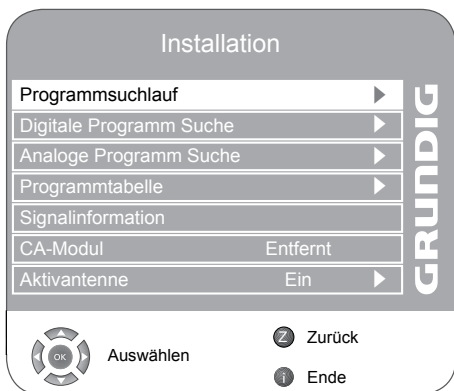 Installation
Programmsuchlauf
Digitale Programm Suche
Analoge Programm Suche
Programmtabelle
Signalinformation
CA-Modul Entfernt
Aktivantenne Ein
GRUNDIG
OK Auswählen
Z Zurück
i Ende